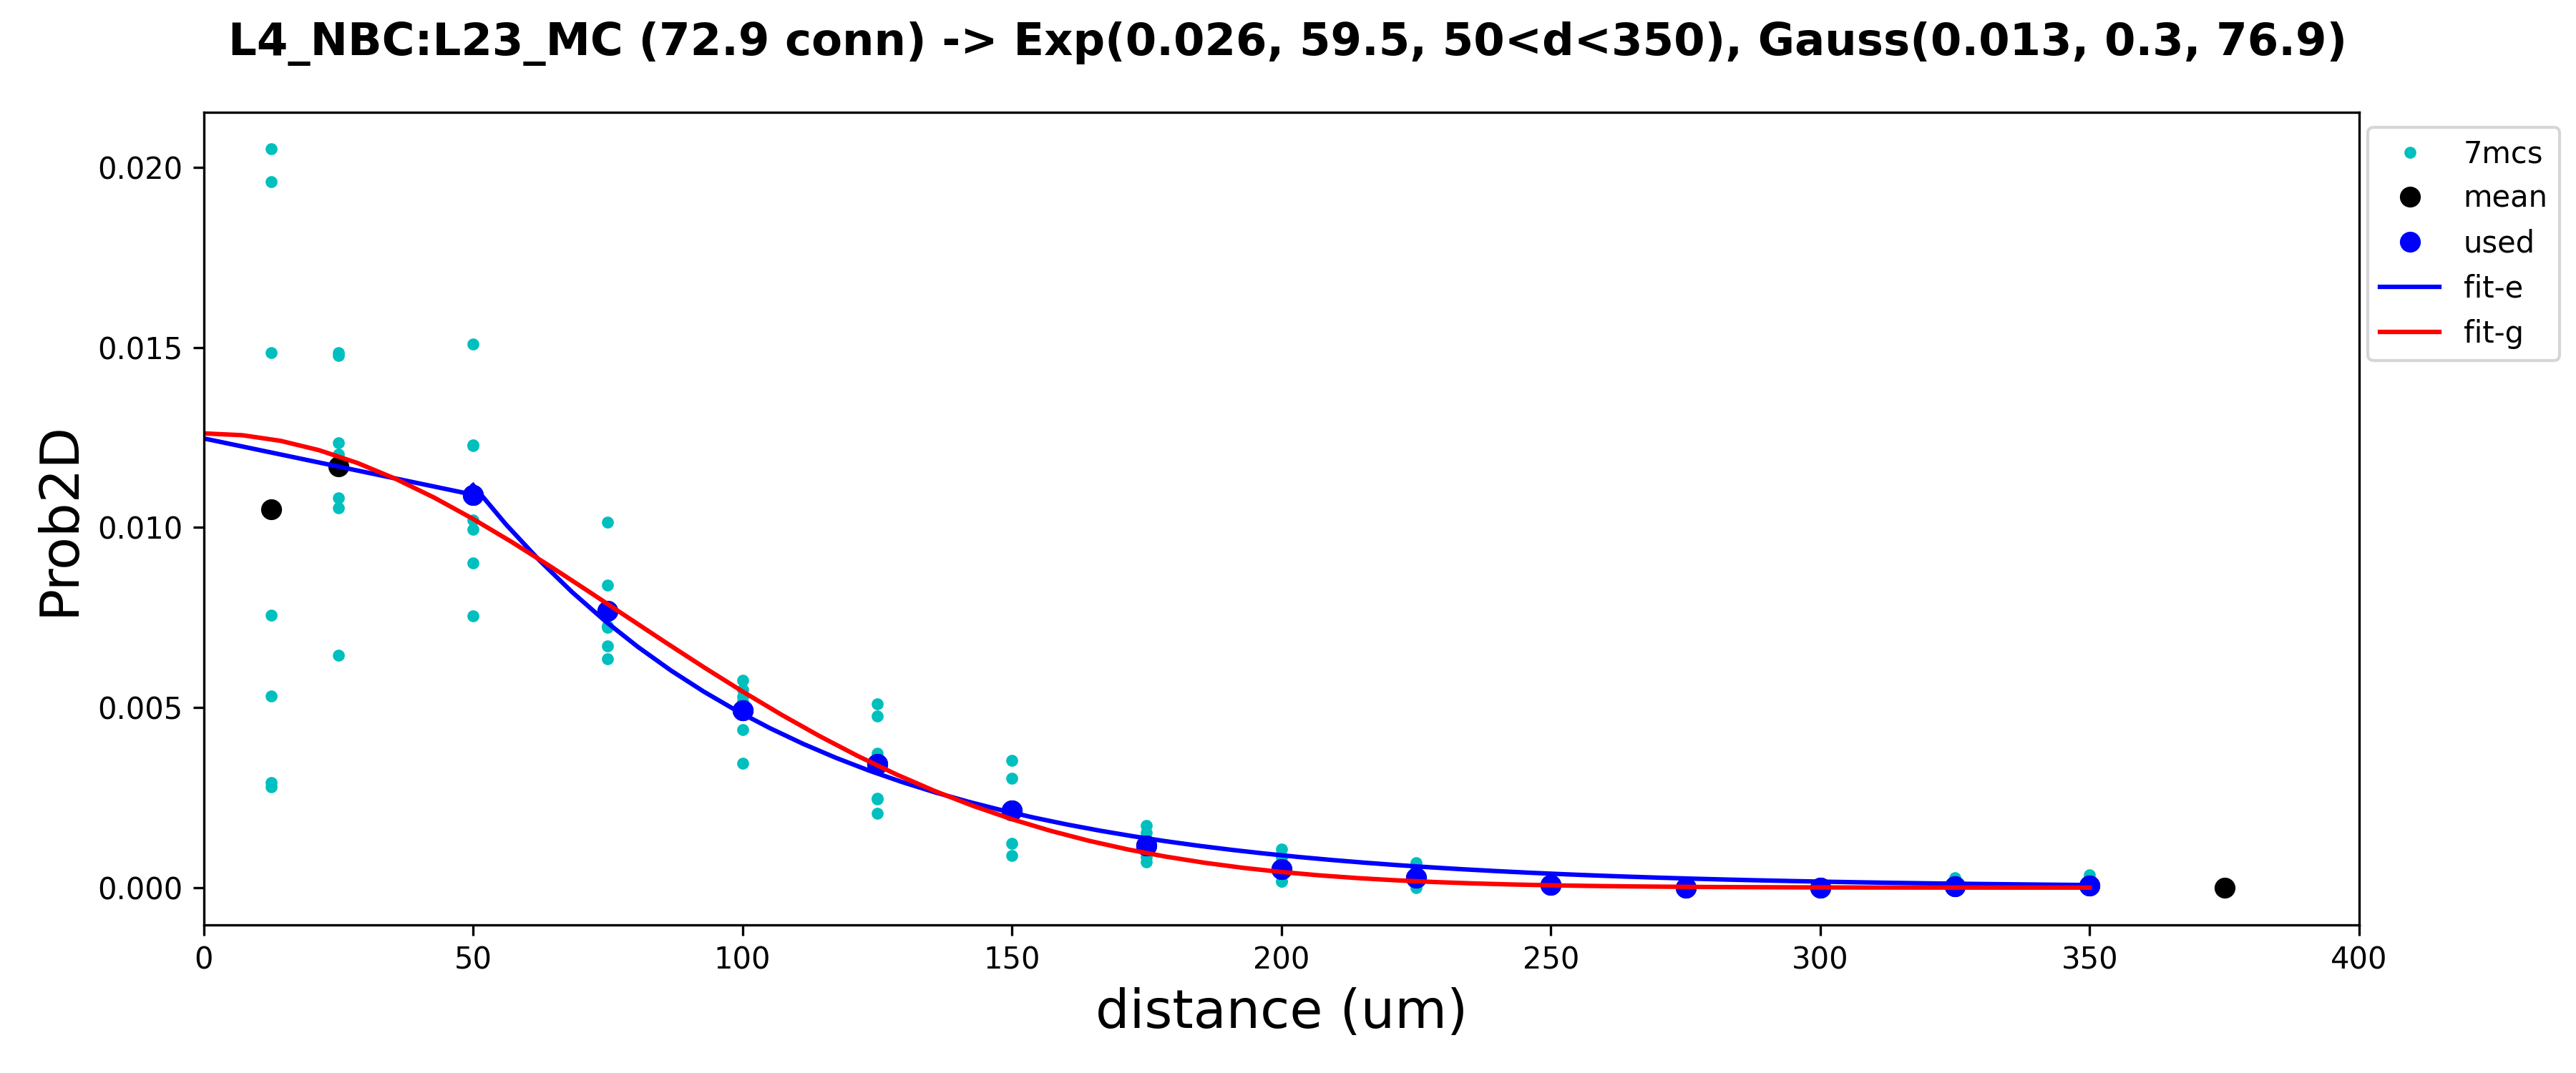 L4_NBC:L23_MC (72.9 conn) -> Exp(0.026, 59.5, 50<d<350), Gauss(0.013, 0.3, 76.9)
7mcs
mean
used
fit-e
fit-g
Prob2D
0.020
0.015
0.010
0.005
0.000
0 50 100 150 200 250 300 350 400
distance (um)